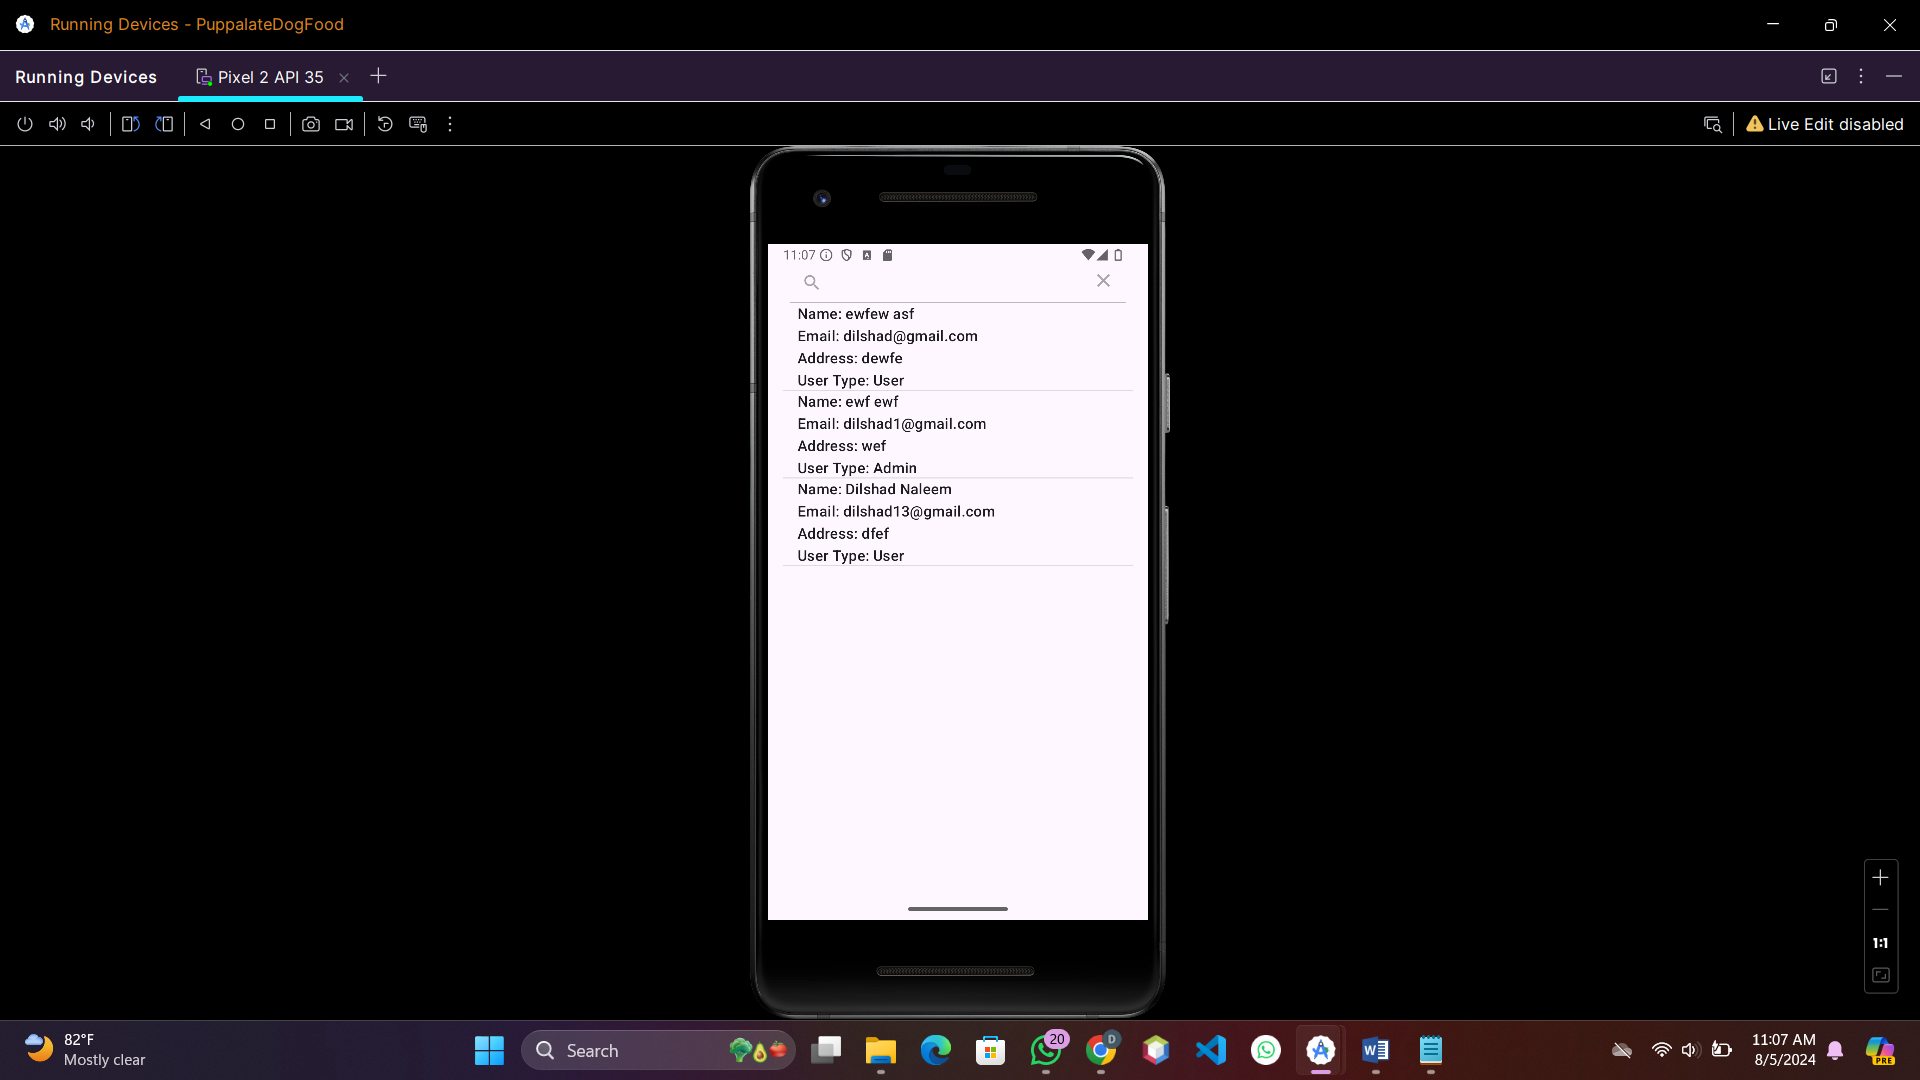 Running Devices - PuppalateDogFood
Running Devices
Pixel 2 API 35
Live Edit disabled
11:07
Name: ewfew asf
Email: dilshad@gmail.com
Address: dewfe
User Type: User
Name: ewf ewf
Email: dilshad1@gmail.com
Address: wef
User Type: Admin
Name: Dilshad Naleem
Email: dilshad13@gmail.com
Address: dfef
User Type: User
1:1
82°F
Mostly clear
Search
20
D
11:07 AM
8/5/2024
PRE